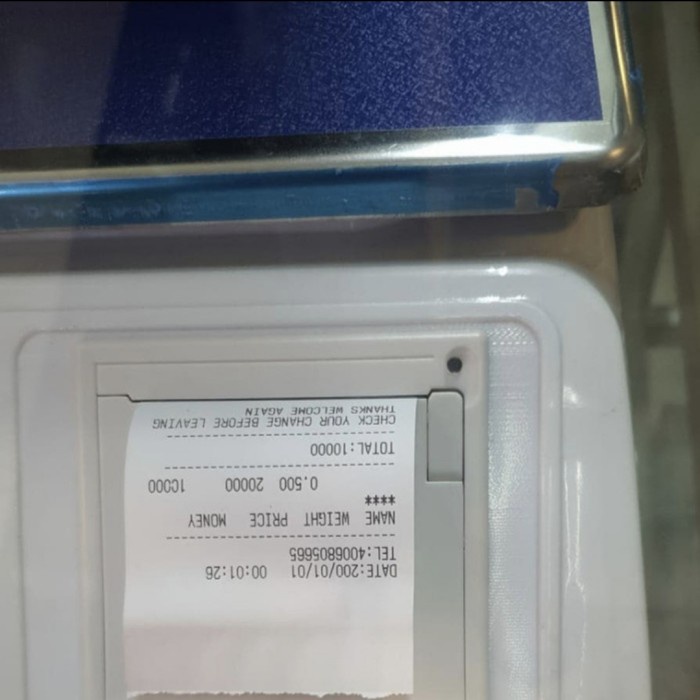 DATE:200/01/01 00:01:26
TEL:4006805665
NAME WEIGHT PRICE MONEY
****
0.500 20000 10000
TOTAL:10000
CHECK YOUR CHANGE BEFORE LEAVING
THANKS WELCOME AGAIN